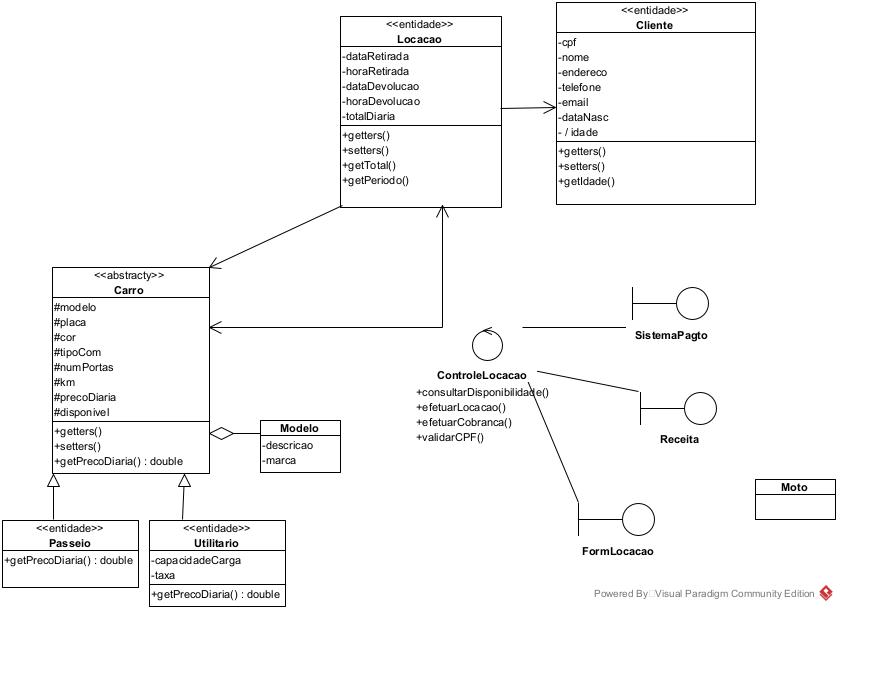 <<entidade>>
Locacao
-dataRetirada
-horaRetirada
-dataDevolucao
-horaDevolucao
-totalDiaria
+getters()
+setters()
+getTotal()
+getPeriodo()
<<entidade>>
Cliente
-cpf
-nome
-endereco
-telefone
-email
-dataNasc
- / idade
+getters()
+setters()
+getIdade()
<<abstracty>>
Carro
#modelo
#placa
#cor
#tipoCom
#numPortas
#km
#precoDiaria
#disponivel
+getters()
+setters()
+getPrecoDiaria() : double
Modelo
-descricao
-marca
<<entidade>>
Passeio
+getPrecoDiaria() : double
<<entidade>>
Utilitario
-capacidadeCarga
-taxa
+getPrecoDiaria() : double
ControleLocacao
+consultarDisponibilidade()
+efetuarLocacao()
+efetuarCobranca()
+validarCPF()
SistemaPagto
Receita
FormLocacao
Moto
Powered By Visual Paradigm Community Edition